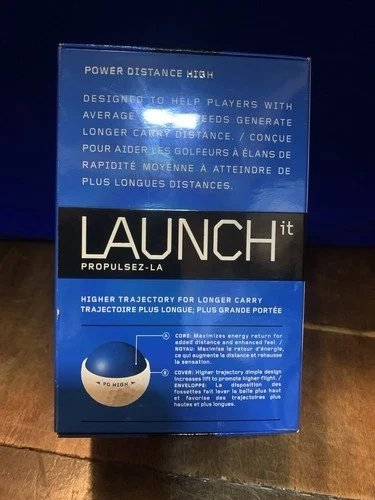 POWER DISTANCE HIGH
DESIGNED TO HELP PLAYERS WITH
AVERAGE SPEEDS GENERATE
LONGER CARRY DISTANCE. / CONÇUE
POUR AIDER LES GOLFEURS À ÉLANS DE
RAPIDITÉ MOYENNE À ATTEINDRE DE
PLUS LONGUES DISTANCES.
LAUNCH it
PROPULSEZ-LA
HIGHER TRAJECTORY FOR LONGER CARRY
TRAJECTOIRE PLUS LONGUE; PLUS GRANDE PORTÉE
A CORE: Maximizes energy return for
added distance and enhanced feel. /
NOYAU: Maximise le retour d'énergie,
ce qui augmente la distance et rehausse
la sensation.
B COVER: Higher trajectory dimple design
increases lift to promote higher flight. /
ENVELOPPE: La disposition des
fossettes fait lever la balle plus haut
et favorise des trajectoires plus
hautes et plus longues.
PD HIGH